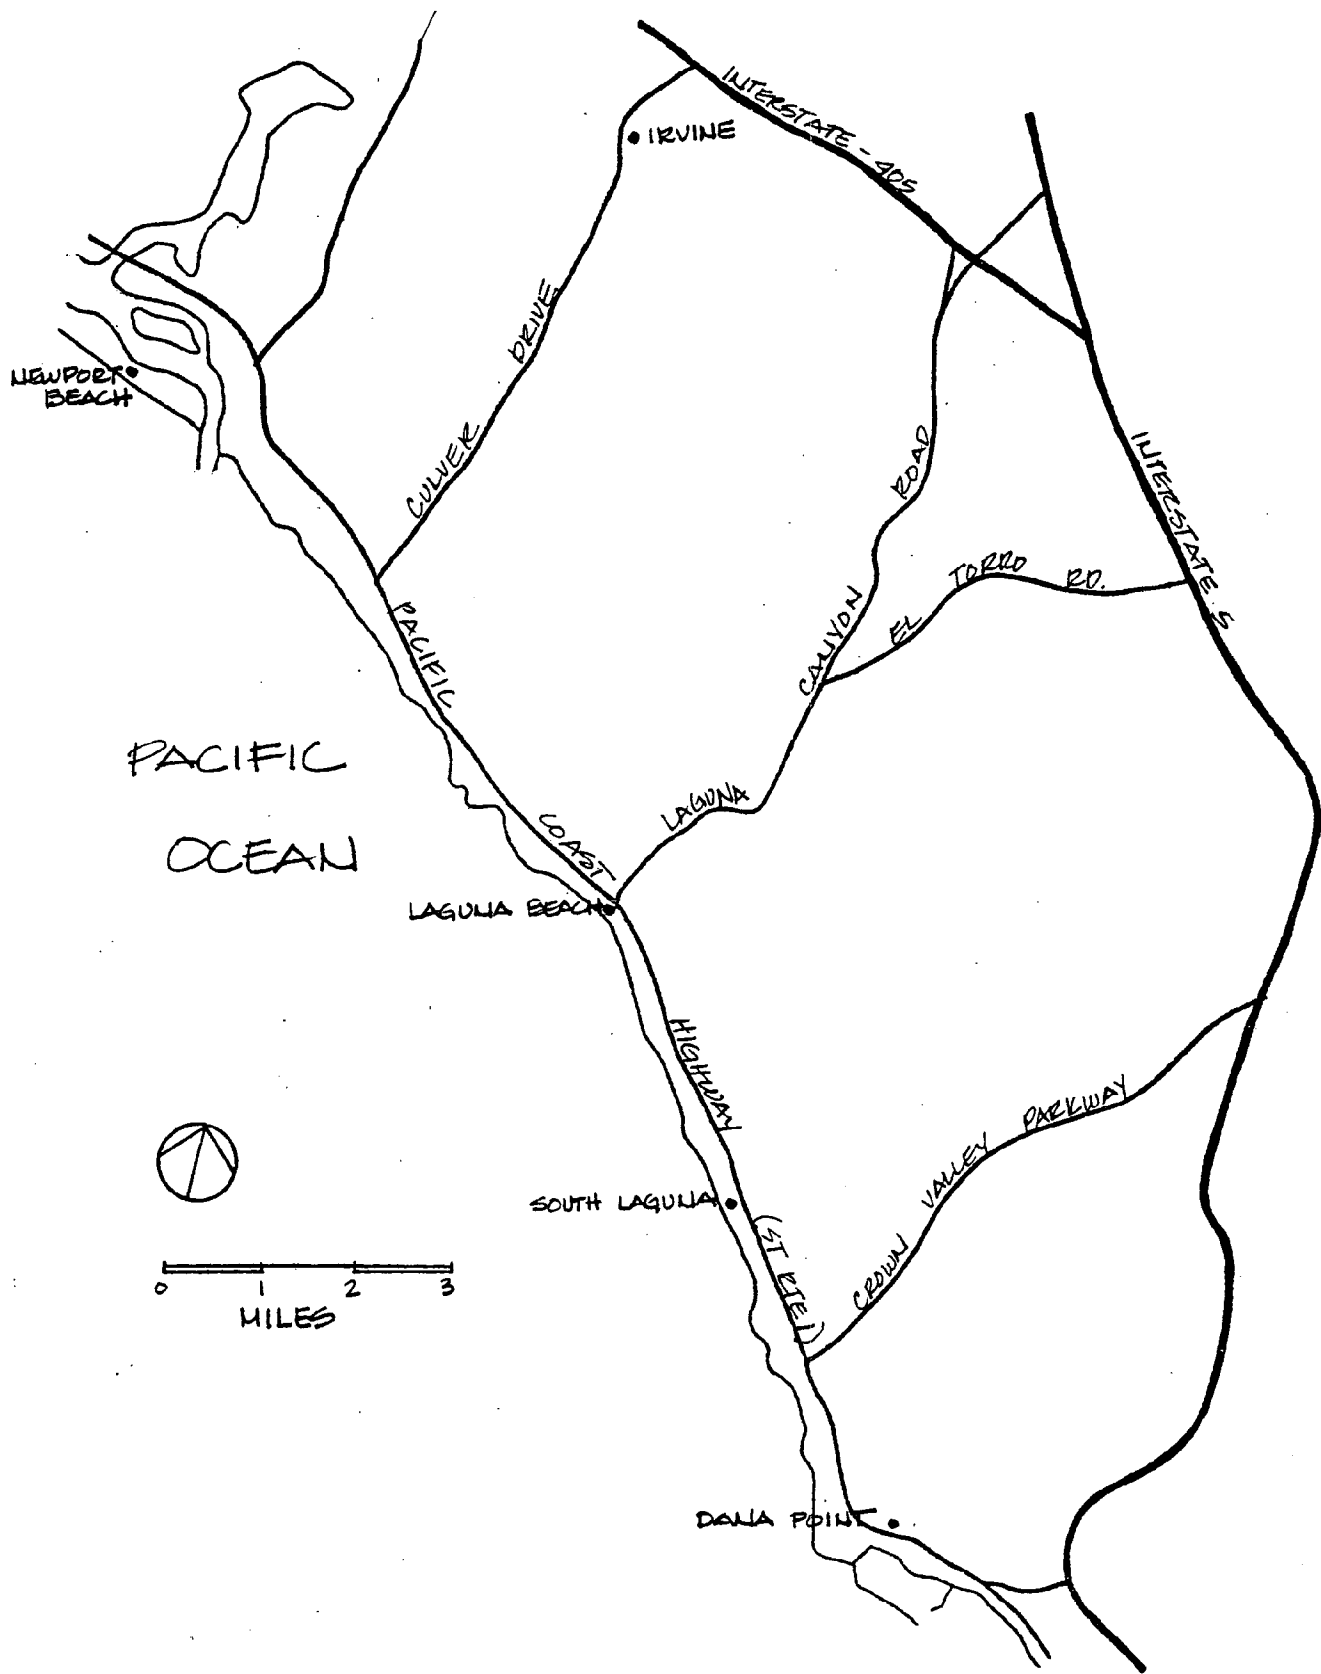 INTERSTATE - 405
IRVINE
CULVER DRIVE
NEWPORT
BEACH
LAGUNA CANYON ROAD
INTERSTATE 5
EL TORRO RD.
PACIFIC COAST HIGHWAY (ST RTE 1)
PACIFIC
OCEAN
LAGUNA BEACH
SOUTH LAGUNA
CROWN VALLEY PARKWAY
0 1 2 3
MILES
DANA POINT